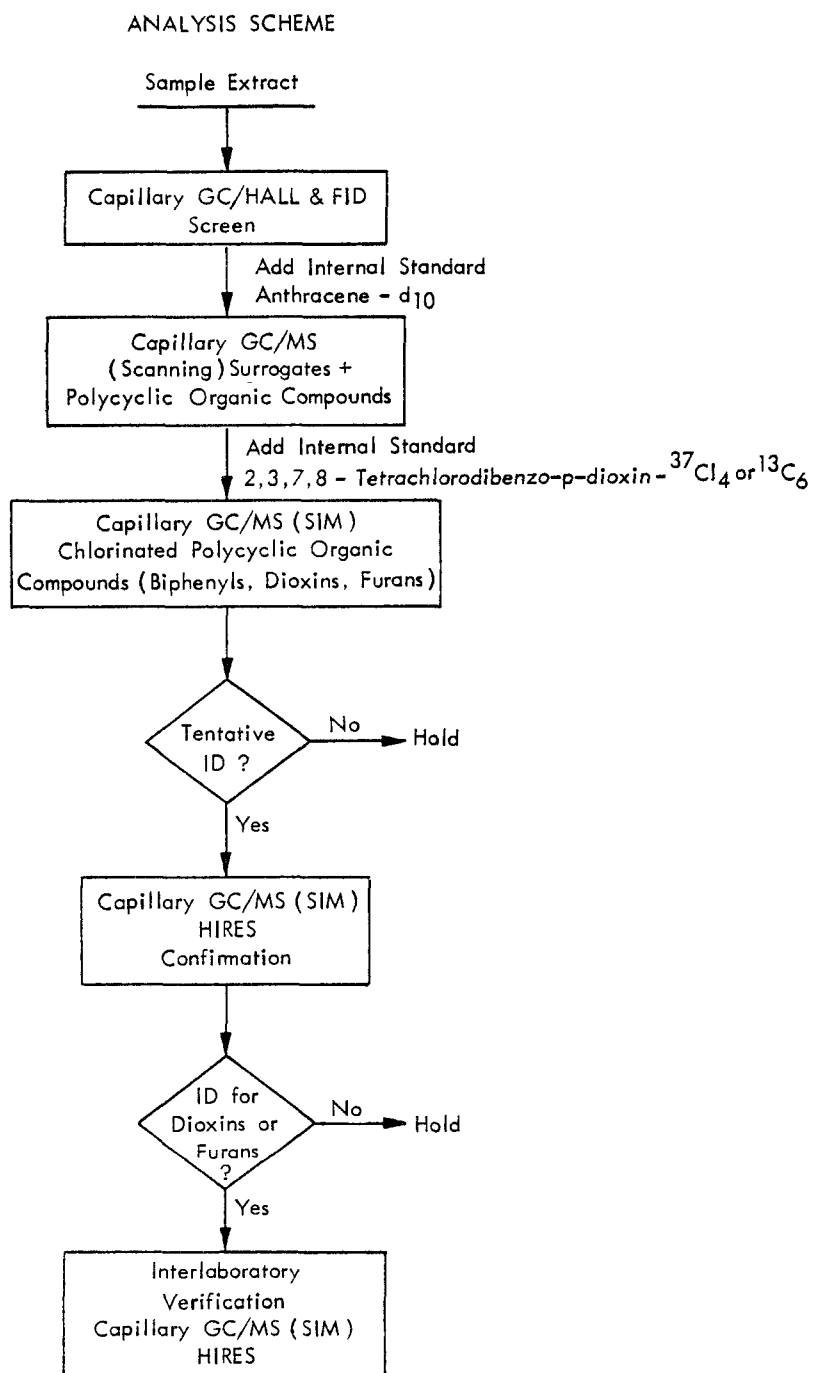 ANALYSIS SCHEME
Sample Extract
Capillary GC/HALL & FID
Screen
Add Internal Standard
Anthracene - d10
Capillary GC/MS
(Scanning) Surrogates +
Polycyclic Organic Compounds
Add Internal Standard
2,3,7,8 - Tetrachlorodibenzo-p-dioxin - 37Cl4 or 13C6
Capillary GC/MS (SIM)
Chlorinated Polycyclic Organic
Compounds (Biphenyls, Dioxins, Furans)
Tentative
ID ?
No
Hold
Yes
Capillary GC/MS (SIM)
HIRES
Confirmation
ID for
Dioxins or
Furans
?
No
Hold
Yes
Interlaboratory
Verification
Capillary GC/MS (SIM)
HIRES